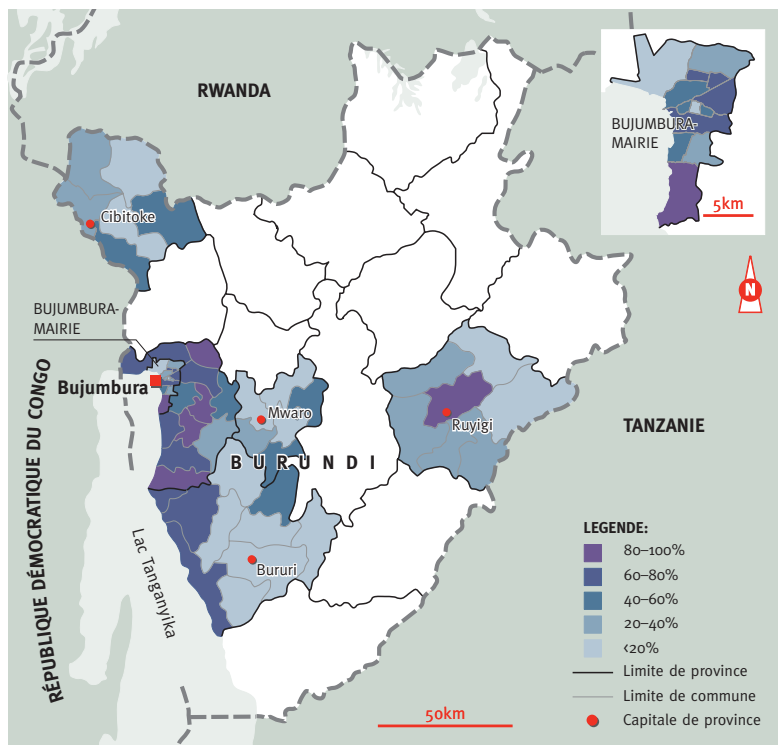 RWANDA
BUJUMBURA-
MAIRIE
5km
Cibitoke
N
BUJUMBURA-
MAIRIE
Bujumbura
Mwaro
Ruyigi
TANZANIE
BURUNDI
RÉPUBLIQUE DÉMOCRATIQUE DU CONGO
Lac Tanganyika
Bururi
LEGENDE:
80–100%
60–80%
40–60%
20–40%
<20%
Limite de province
Limite de commune
Capitale de province
50km